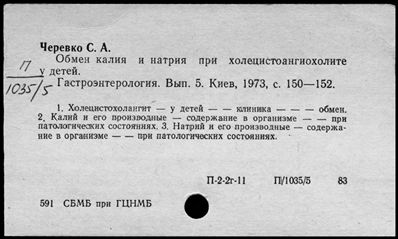 Черевко С. А.
Обмен калия и натрия при холецистоангиохолите
у детей.
П
1035/5
Гастроэнтерология. Вып. 5. Киев, 1973, с. 150—152.
1. Холецистохолангит — у детей — — клиника — — — обмен.
2. Калий и его производные — содержание в организме — — при
патологических состояниях. 3. Натрий и его производные — содержа-
ние в организме — — при патологических состояниях.
П-2-2г-11 П/1035/5 83
591 СБМБ при ГЦНМБ